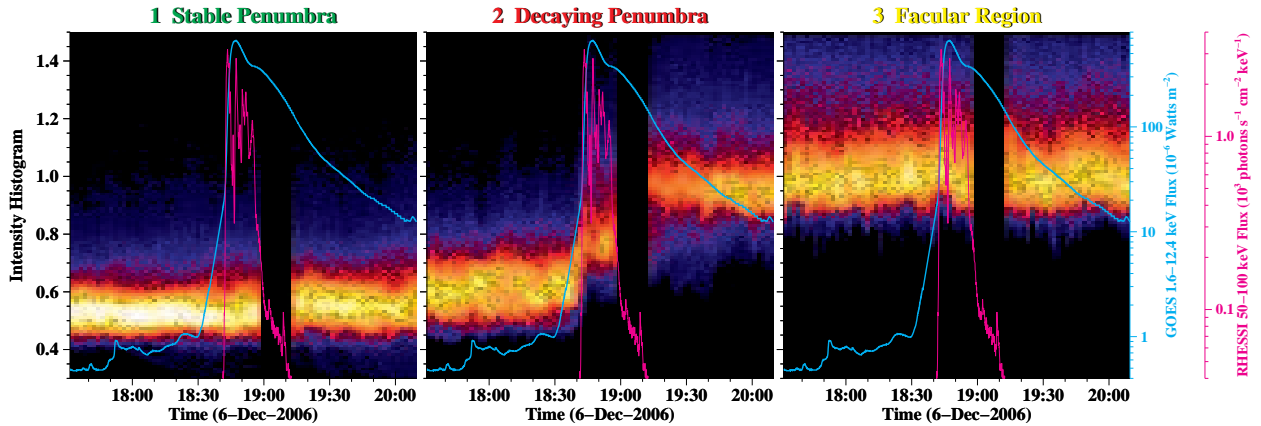 1 Stable Penumbra
2 Decaying Penumbra
3 Facular Region
Intensity Histogram
1.4
1.2
1.0
0.8
0.6
0.4
18:00 18:30 19:00 19:30 20:00
Time (6–Dec–2006)
18:00 18:30 19:00 19:30 20:00
Time (6–Dec–2006)
18:00 18:30 19:00 19:30 20:00
Time (6–Dec–2006)
100
10
1
GOES 1.6–12.4 keV Flux (10⁻⁶ Watts m⁻²)
1.0
0.1
RHESSI 50–100 keV Flux (10³ photons s⁻¹ cm⁻² keV⁻¹)